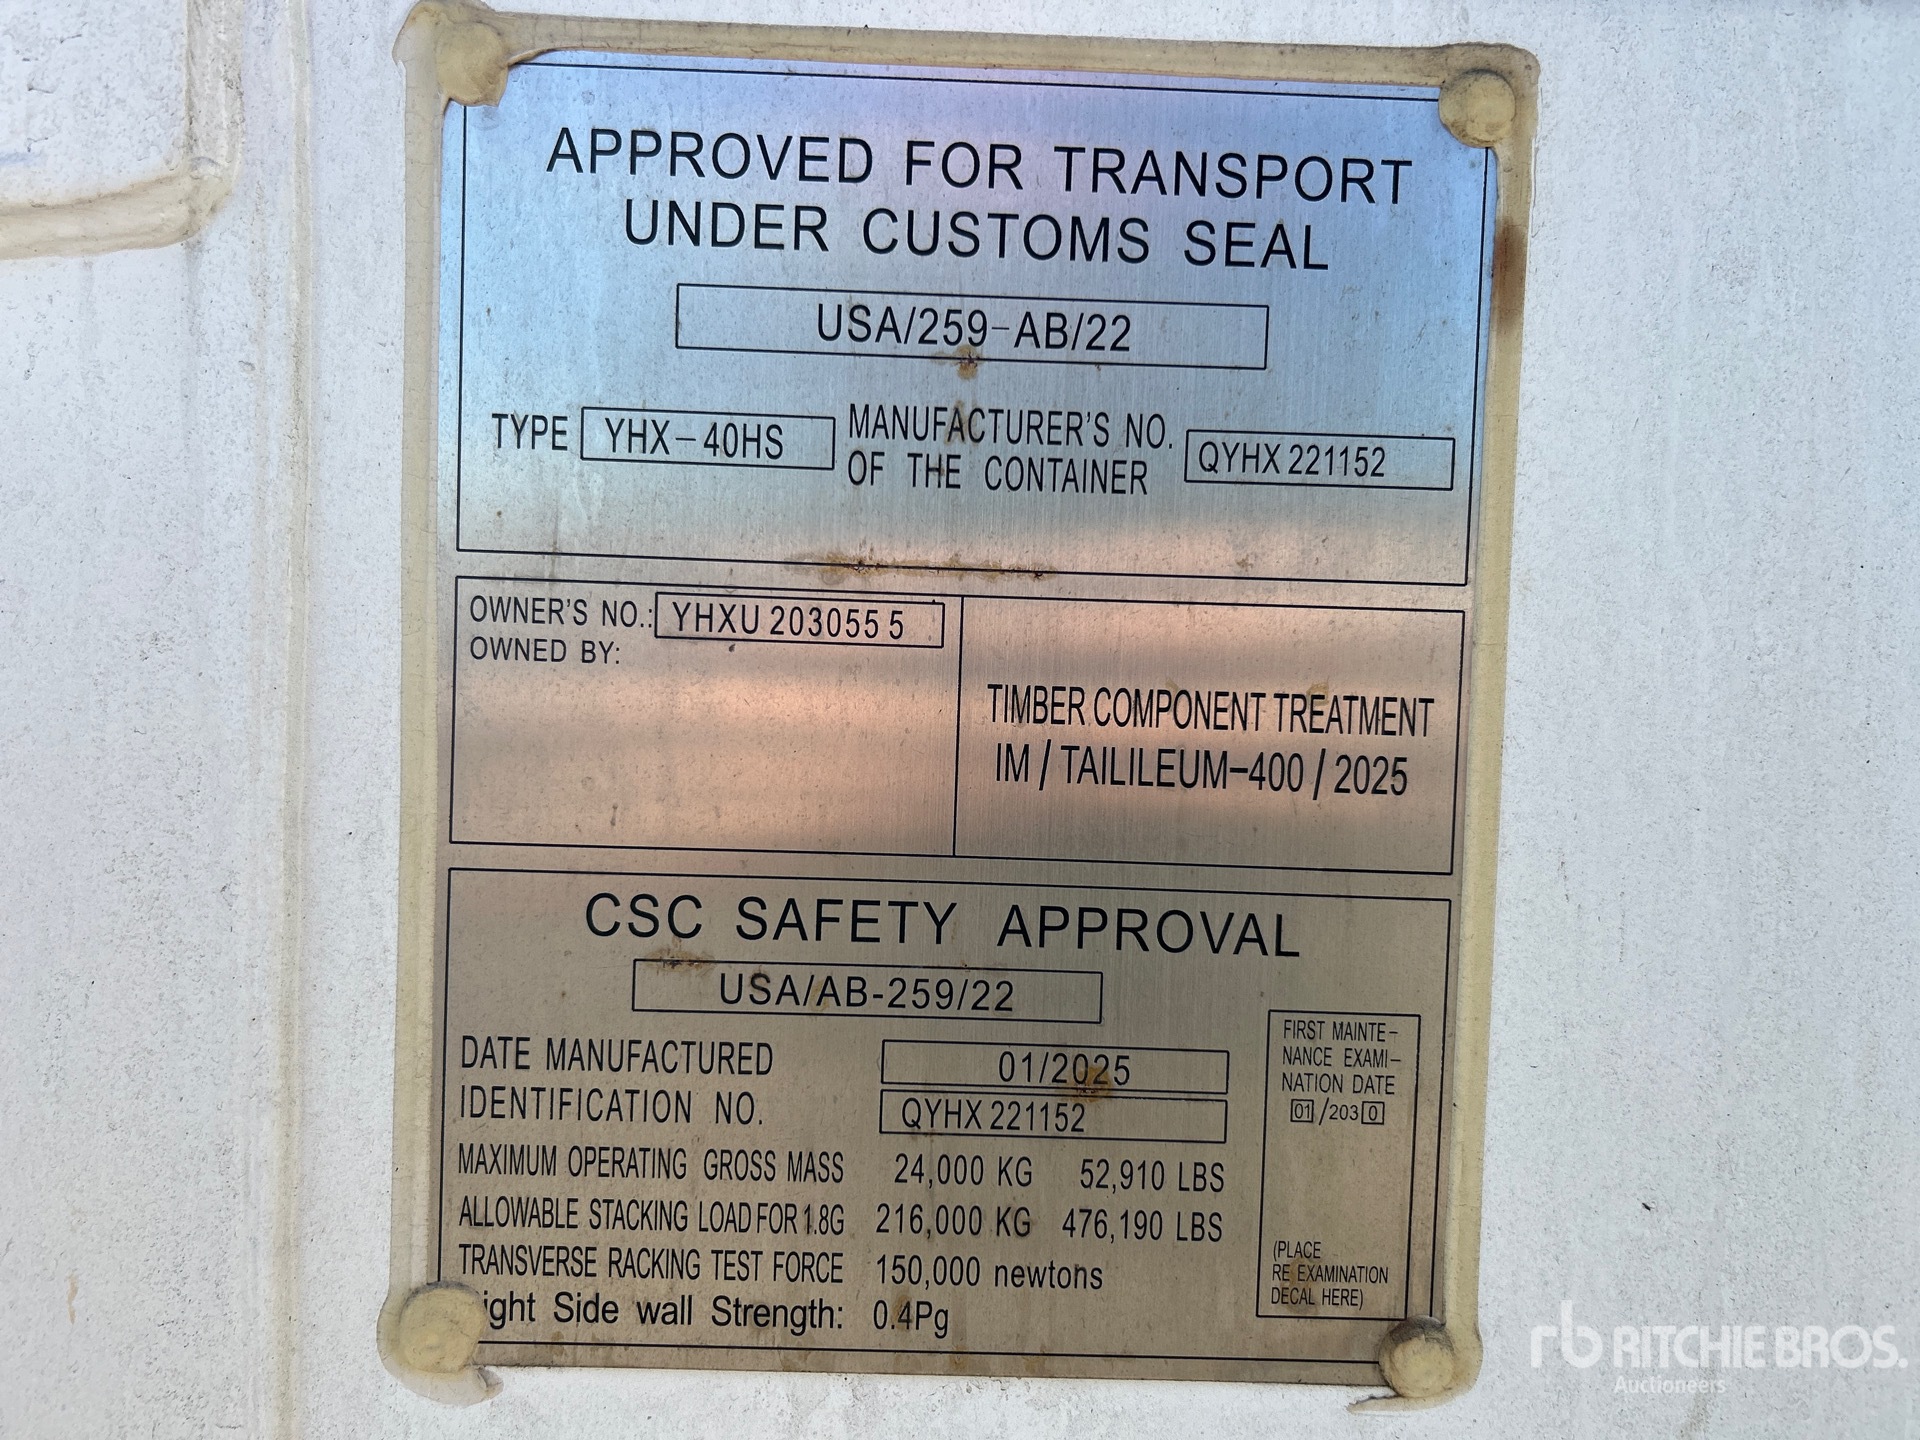 APPROVED FOR TRANSPORT
UNDER CUSTOMS SEAL
USA/259-AB/22
TYPE YHX-40HS MANUFACTURER'S NO.
OF THE CONTAINER QYHX 221152
OWNER'S NO.: YHXU 203055 5
OWNED BY:
TIMBER COMPONENT TREATMENT
IM / TAILILEUM-400 / 2025
CSC SAFETY APPROVAL
USA/AB-259/22
DATE MANUFACTURED 01/2025
IDENTIFICATION NO. QYHX 221152
MAXIMUM OPERATING GROSS MASS 24,000 KG 52,910 LBS
ALLOWABLE STACKING LOAD FOR 1.8G 216,000 KG 476,190 LBS
TRANSVERSE RACKING TEST FORCE 150,000 newtons
ight Side wall Strength: 0.4Pg
FIRST MAINTE-
NANCE EXAMI-
NATION DATE
01/2030
(PLACE
RE EXAMINATION
DECAL HERE)
rb RITCHIE BROS.
Auctioneers